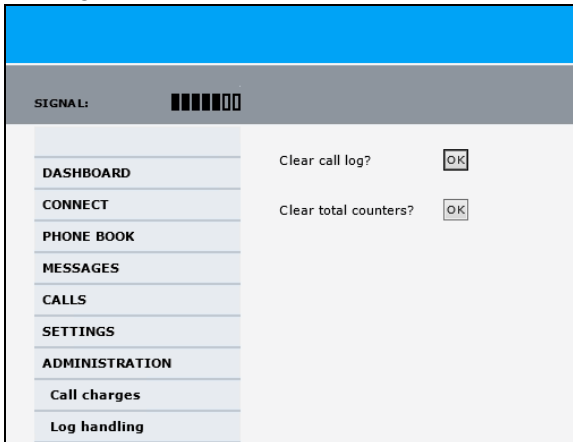 SIGNAL:
DASHBOARD
CONNECT
PHONE BOOK
MESSAGES
CALLS
SETTINGS
ADMINISTRATION
Call charges
Log handling
Clear call log? OK
Clear total counters? OK